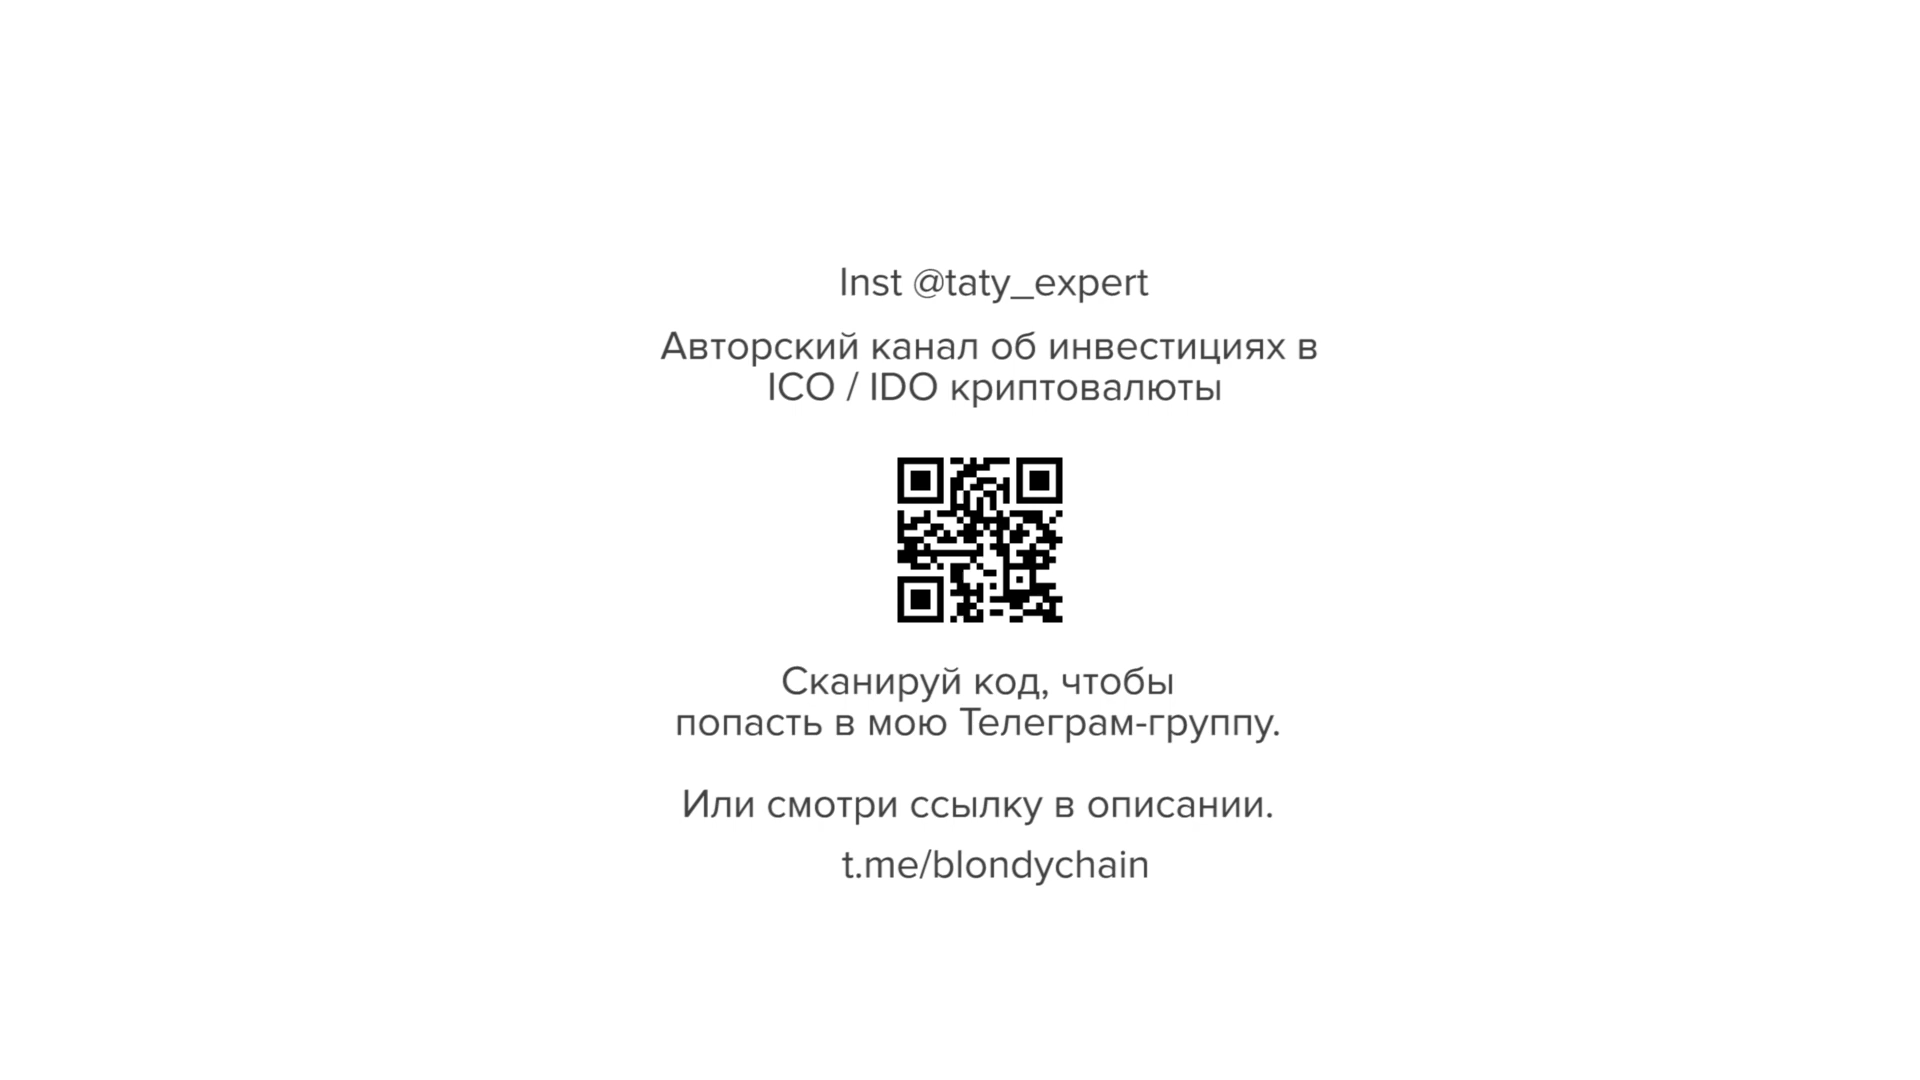 Inst @taty_expert
Авторский канал об инвестициях в
ICO / IDO криптовалюты
Сканируй код, чтобы
попасть в мою Телеграм-группу.
Или смотри ссылку в описании.
t.me/blondychain